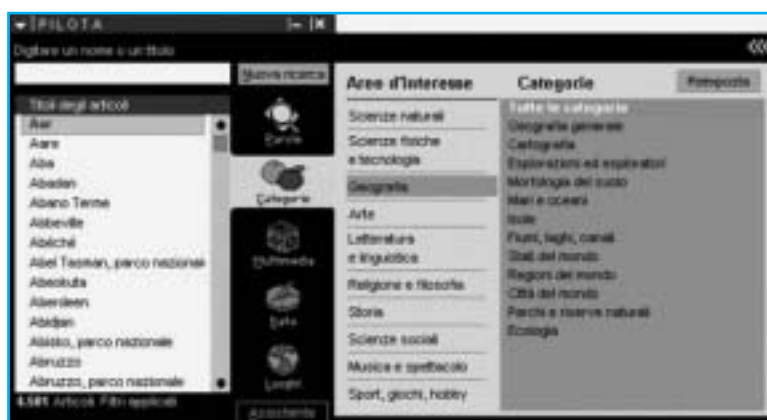 PILOTA
Digitare un nome o un titolo
Nuova ricerca
Titoli degli articoli
Aar
Aare
Aba
Abadan
Abano Terme
Abbeville
Abéché
Abel Tasman, parco nazionale
Abeokuta
Aberdeen
Abidjan
Abisko, parco nazionale
Abruzzo
Abruzzo, parco nazionale
4.581 Articoli Filtri applicati
Parole
Categorie
Multimedia
Data
Luoghi
Assistente
Aree d'Interesse
Scienze naturali
Scienze fisiche
e tecnologia
Geografia
Arte
Letteratura
e linguistica
Religione e filosofia
Storia
Scienze sociali
Musica e spettacolo
Sport, giochi, hobby
Categorie
Reimposta
Tutte le categorie
Geografia generale
Cartografia
Esplorazioni ed esploratori
Morfologia del suolo
Mari e oceani
Isole
Fiumi, laghi, canali
Stati del mondo
Regioni del mondo
Città del mondo
Parchi e riserve naturali
Ecologia